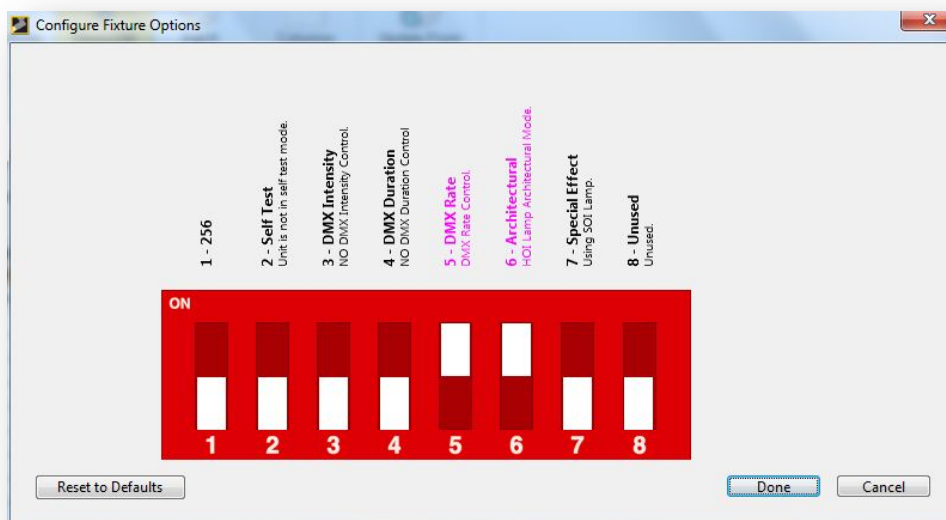 Configure Fixture Options
1 - 256
2 - Self Test
Unit is not in self test mode.
3 - DMX Intensity
NO DMX Intensity Control.
4 - DMX Duration
NO DMX Duration Control
5 - DMX Rate
DMX Rate Control.
6 - Architectural
HOI Lamp Architectural Mode.
7 - Special Effect
Using SOI Lamp.
8 - Unused
Unused.
ON
1 2 3 4 5 6 7 8
Reset to Defaults
Done
Cancel